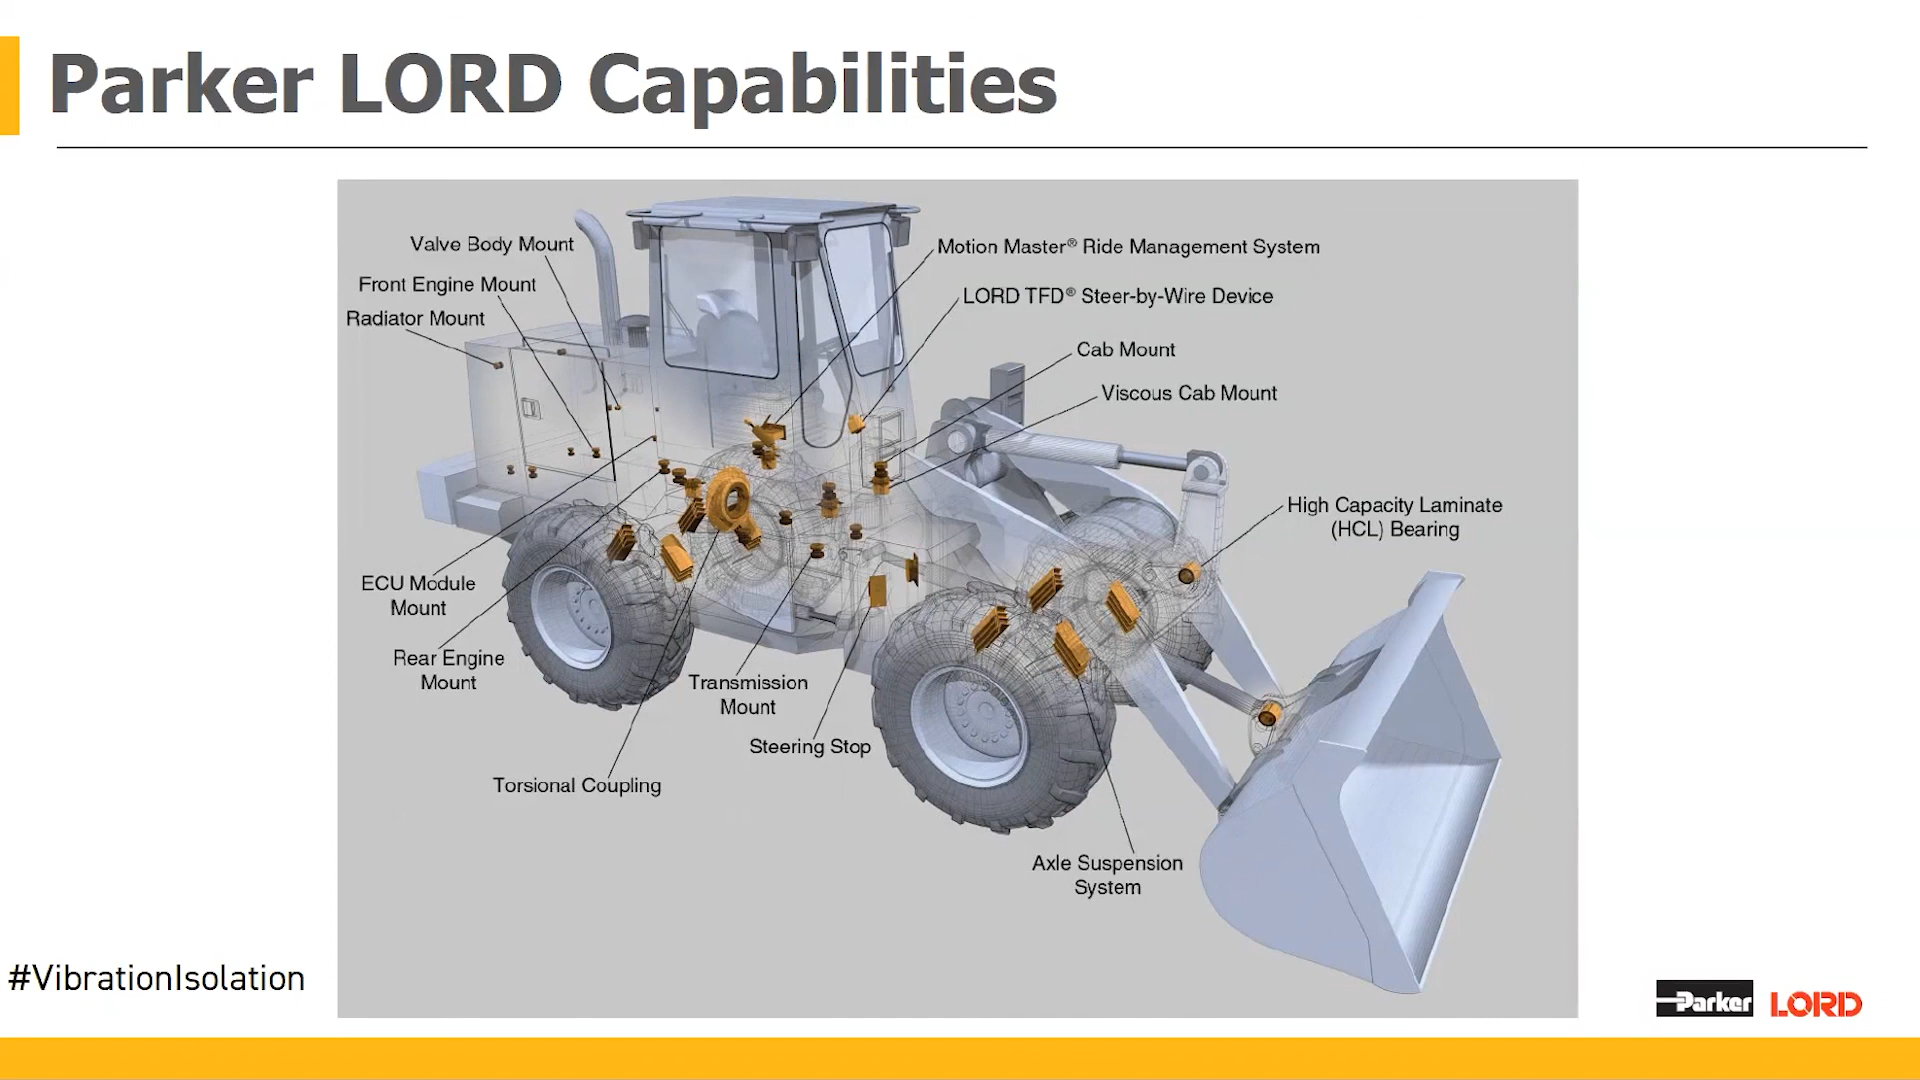 Parker LORD Capabilities
Valve Body Mount
Front Engine Mount
Radiator Mount
Motion Master® Ride Management System
LORD TFD® Steer-by-Wire Device
Cab Mount
Viscous Cab Mount
High Capacity Laminate
(HCL) Bearing
ECU Module
Mount
Rear Engine
Mount
Transmission
Mount
Steering Stop
Torsional Coupling
Axle Suspension
System
#VibrationIsolation
Parker LORD